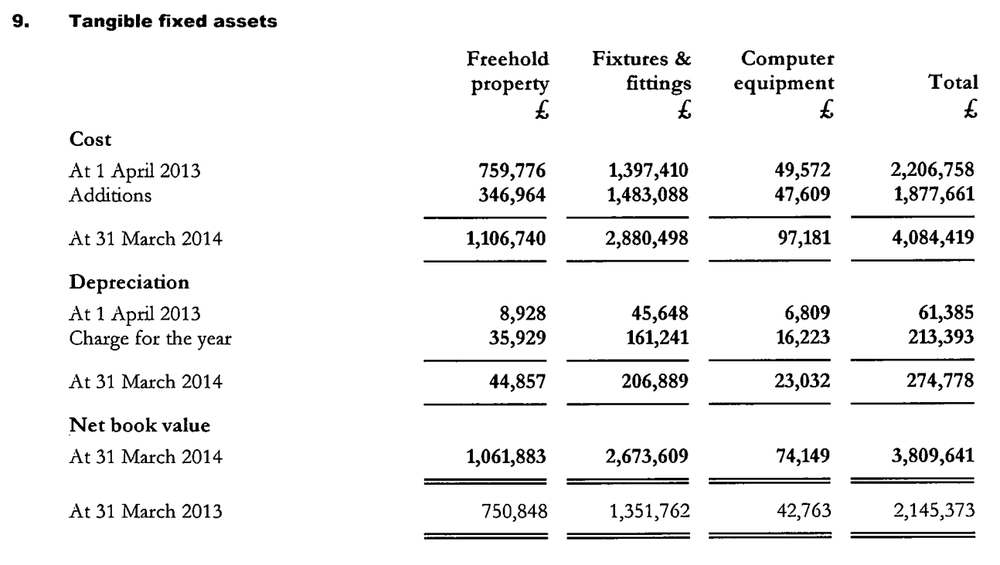 9. Tangible fixed assets
Freehold Fixtures & Computer
property fittings equipment Total
£ £ £ £
Cost
At 1 April 2013 759,776 1,397,410 49,572 2,206,758
Additions 346,964 1,483,088 47,609 1,877,661
At 31 March 2014 1,106,740 2,880,498 97,181 4,084,419
Depreciation
At 1 April 2013 8,928 45,648 6,809 61,385
Charge for the year 35,929 161,241 16,223 213,393
At 31 March 2014 44,857 206,889 23,032 274,778
Net book value
At 31 March 2014 1,061,883 2,673,609 74,149 3,809,641
At 31 March 2013 750,848 1,351,762 42,763 2,145,373